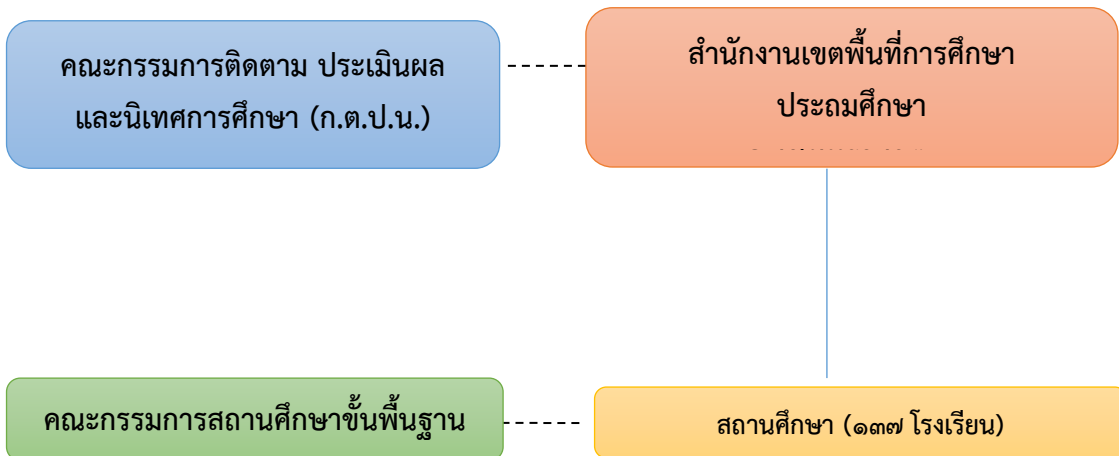 คณะกรรมการติดตาม ประเมินผล
และนิเทศการศึกษา (ก.ต.ป.น.)
สำนักงานเขตพื้นที่การศึกษา
ประถมศึกษา
คณะกรรมการสถานศึกษาขั้นพื้นฐาน
สถานศึกษา (๑๓๗ โรงเรียน)